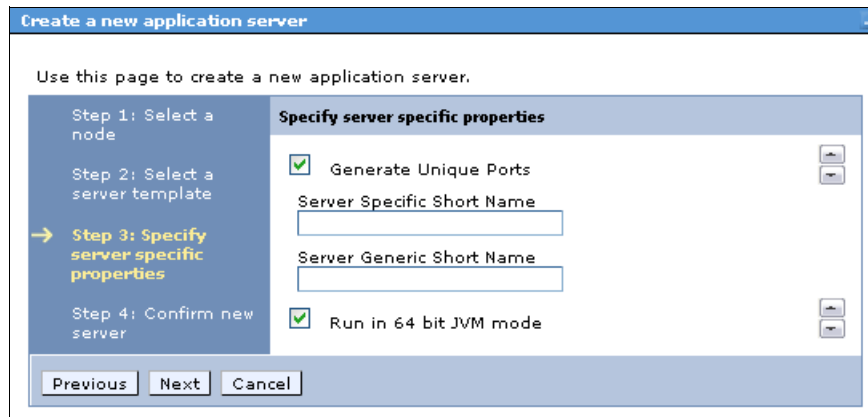 Create a new application server
Use this page to create a new application server.
Step 1: Select a
node
Step 2: Select a
server template
Step 3: Specify
server specific
properties
Step 4: Confirm new
server
Specify server specific properties
Generate Unique Ports
Server Specific Short Name
Server Generic Short Name
Run in 64 bit JVM mode
Previous Next Cancel